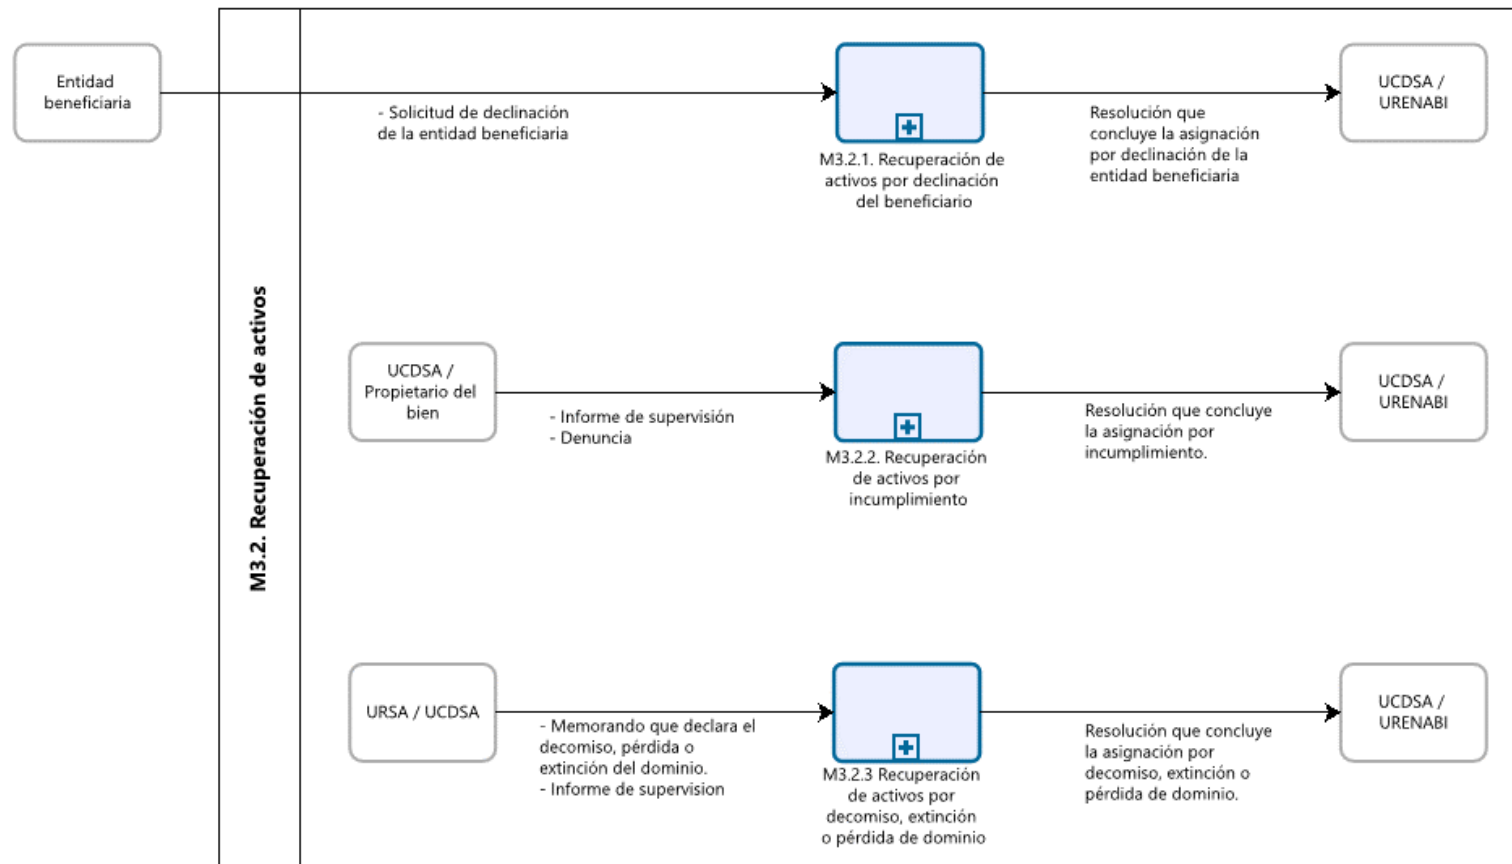 M3.2. Recuperación de activos
Entidad
beneficiaria
- Solicitud de declinación
de la entidad beneficiaria
M3.2.1. Recuperación de
activos por declinación
del beneficiario
Resolución que
concluye la asignación
por declinación de la
entidad beneficiaria
UCDSA /
URENABI
UCDSA /
Propietario del
bien
- Informe de supervisión
- Denuncia
M3.2.2. Recuperación
de activos por
incumplimiento
Resolución que concluye
la asignación por
incumplimiento.
UCDSA /
URENABI
URSA / UCDSA
- Memorando que declara el
decomiso, pérdida o
extinción del dominio.
- Informe de supervision
M3.2.3 Recuperación
de activos por
decomiso, extinción
o pérdida de dominio
Resolución que concluye
la asignación por
decomiso, extinción o
pérdida de dominio.
UCDSA /
URENABI